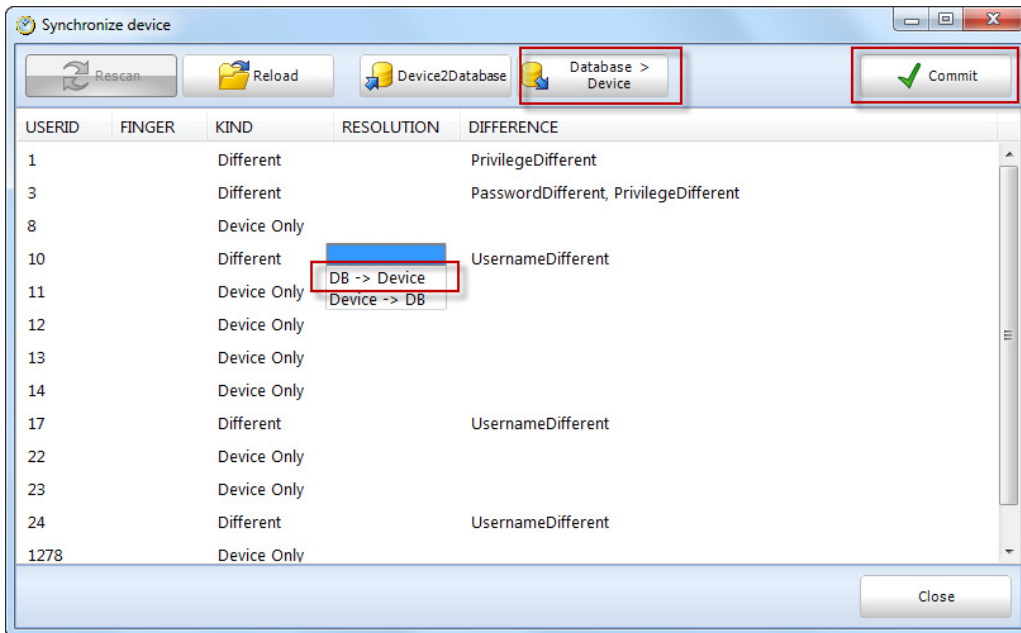 Synchronize device
Rescan
Reload
Device2Database
Database >
Device
Commit
USERID FINGER KIND RESOLUTION DIFFERENCE
1 Different PrivilegeDifferent
3 Different PasswordDifferent, PrivilegeDifferent
8 Device Only
10 Different UsernameDifferent
DB -> Device
11 Device Only
Device -> DB
12 Device Only
13 Device Only
14 Device Only
17 Different UsernameDifferent
22 Device Only
23 Device Only
24 Different UsernameDifferent
1278 Device Only
Close